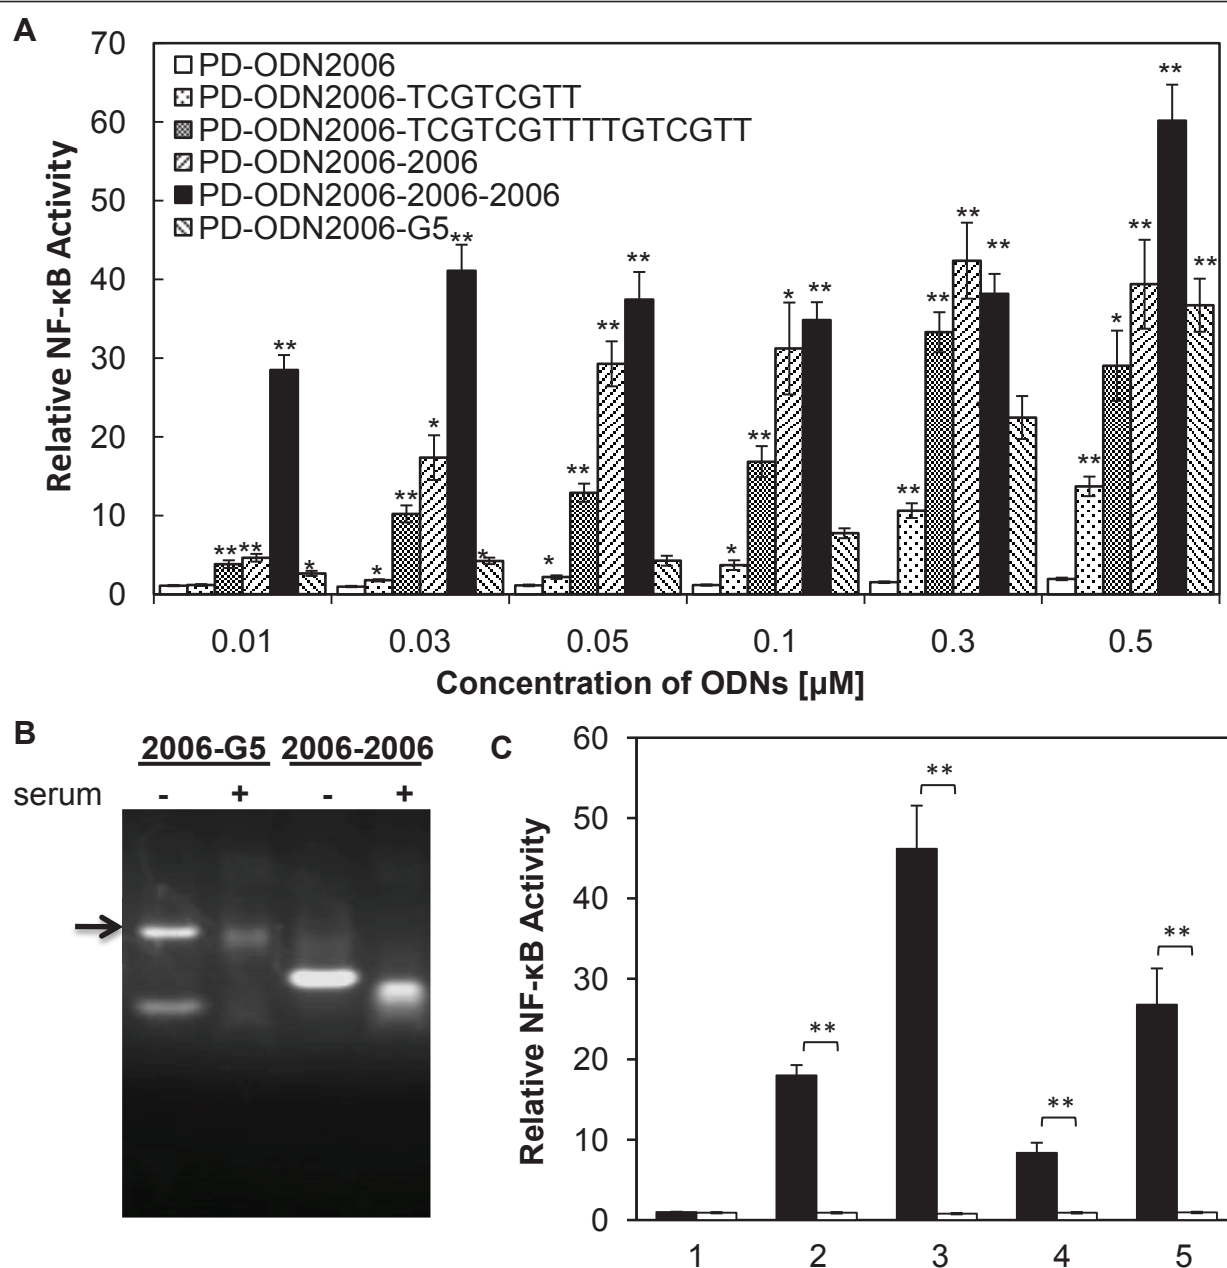 A
70
60
50
40
30
20
10
0
Relative NF-κB Activity
PD-ODN2006
PD-ODN2006-TCGTCGTT
PD-ODN2006-TCGTCGTTTTGTCGTT
PD-ODN2006-2006
PD-ODN2006-2006-2006
PD-ODN2006-G5
** ** ** *
* ** * ** *
* ** ** **
* ** * **
** ** ** **
** * ** ** **
0.01 0.03 0.05 0.1 0.3 0.5
Concentration of ODNs [µM]
B
2006-G5 2006-2006
serum - + - +
C
60
50
40
30
20
10
0
Relative NF-κB Activity
** ** ** **
1 2 3 4 5